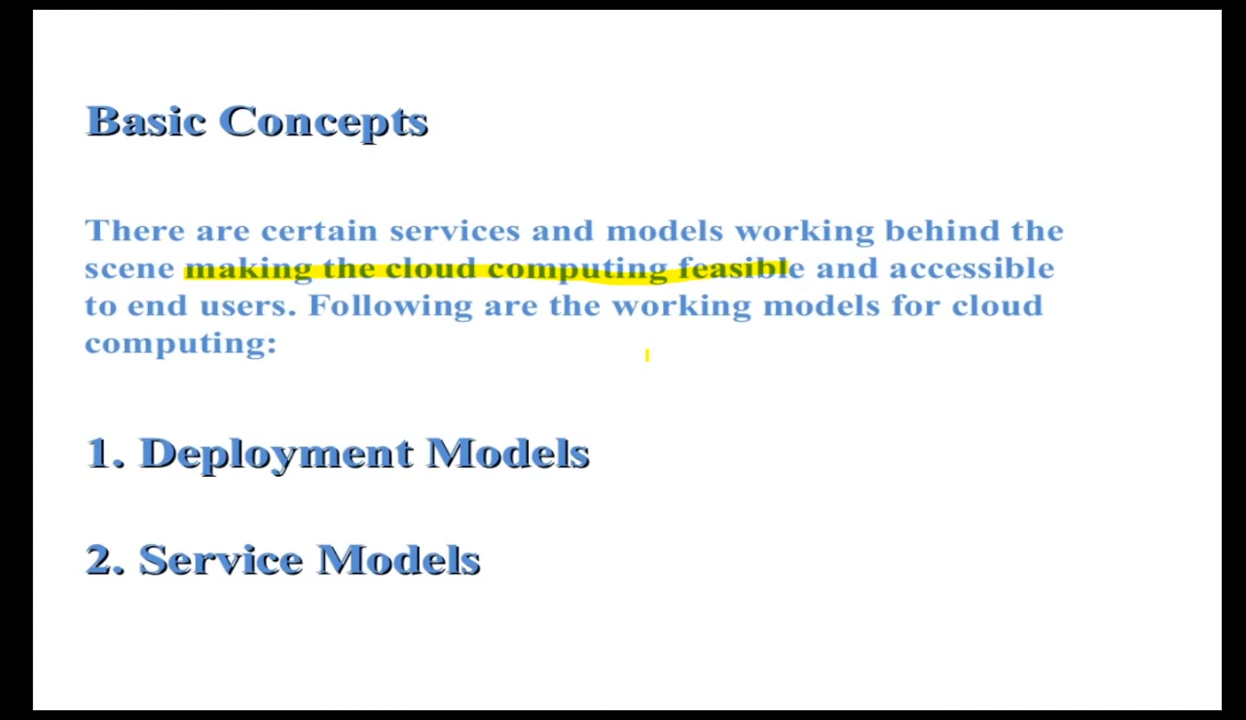 Basic Concepts
There are certain services and models working behind the
scene making the cloud computing feasible and accessible
to end users. Following are the working models for cloud
computing:
1. Deployment Models
2. Service Models